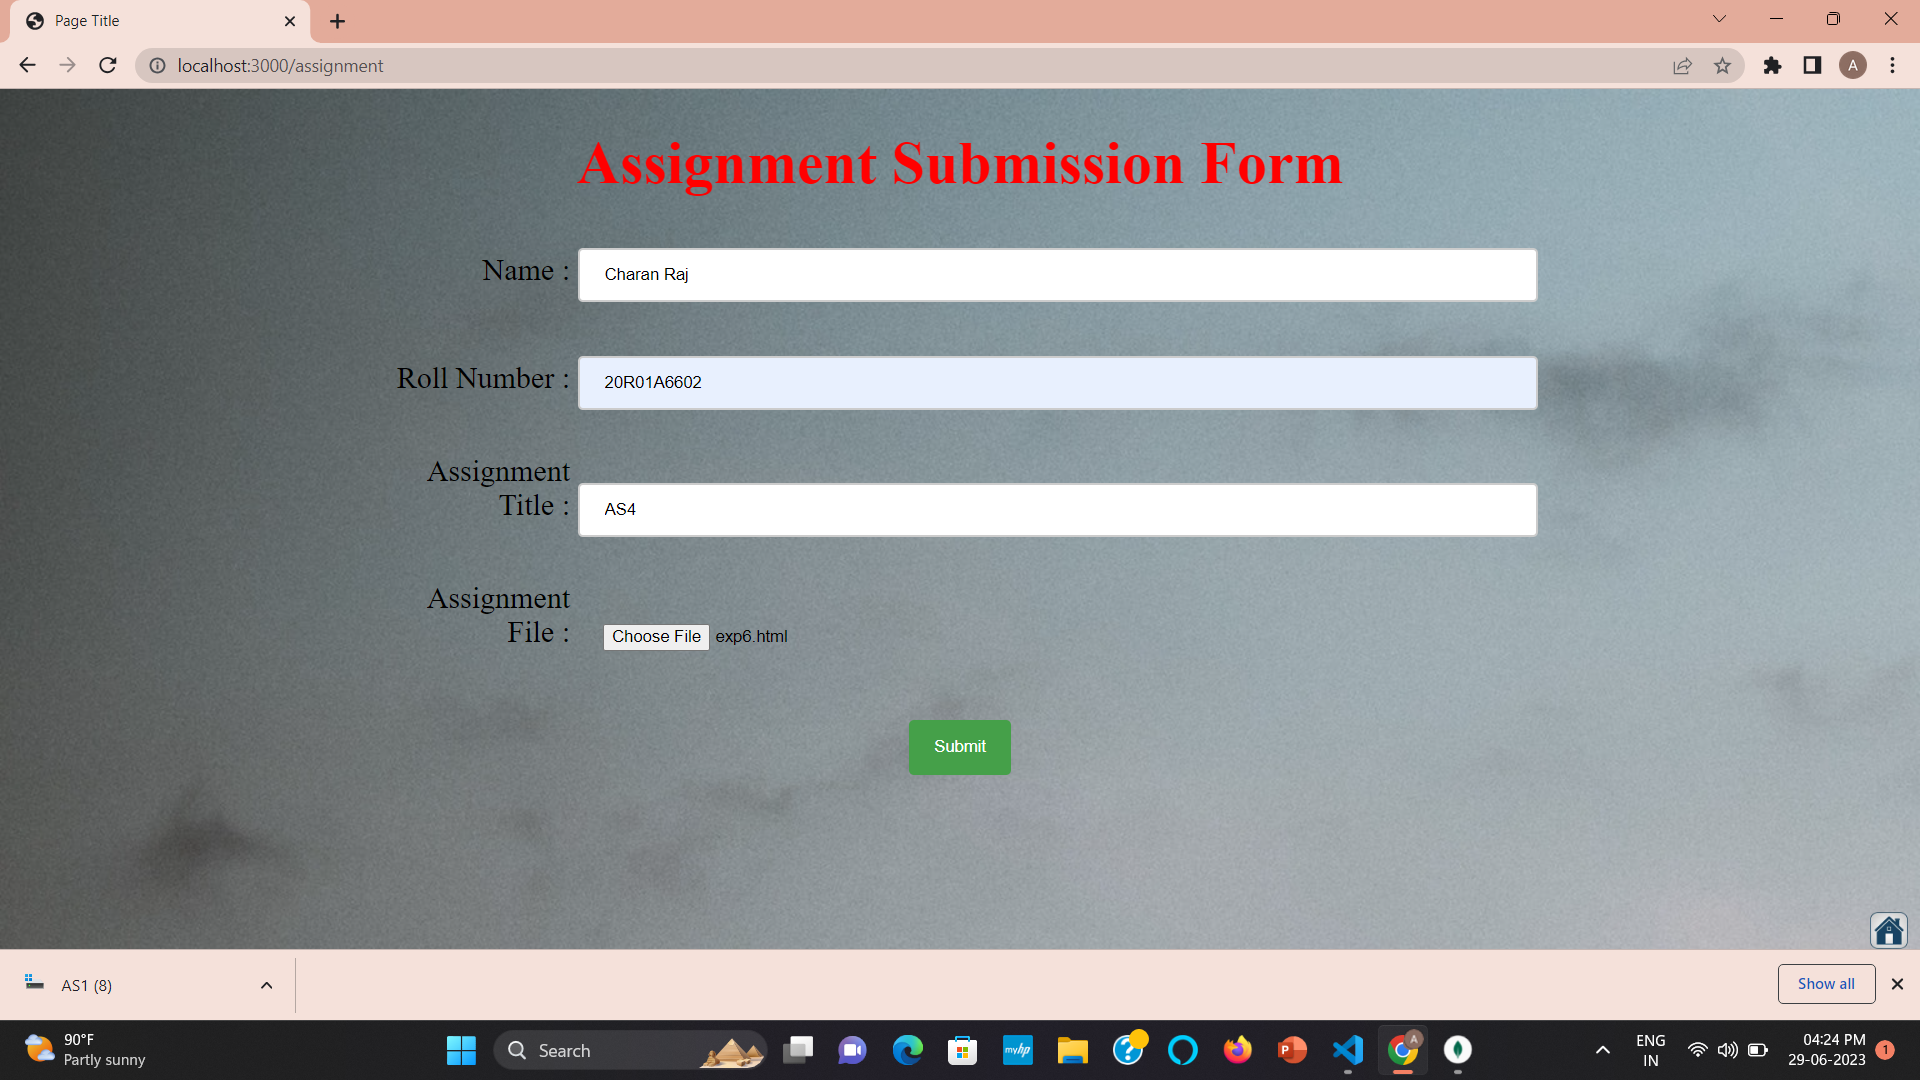 Page Title
localhost:3000/assignment
A
Assignment Submission Form
Name :
Charan Raj
Roll Number :
20R01A6602
Assignment
Title :
AS4
Assignment
File :
Choose File exp6.html
Submit
AS1 (8)
Show all
90°F
Partly sunny
Search
myhp
?
P
A
ENG
IN
04:24 PM
29-06-2023
1